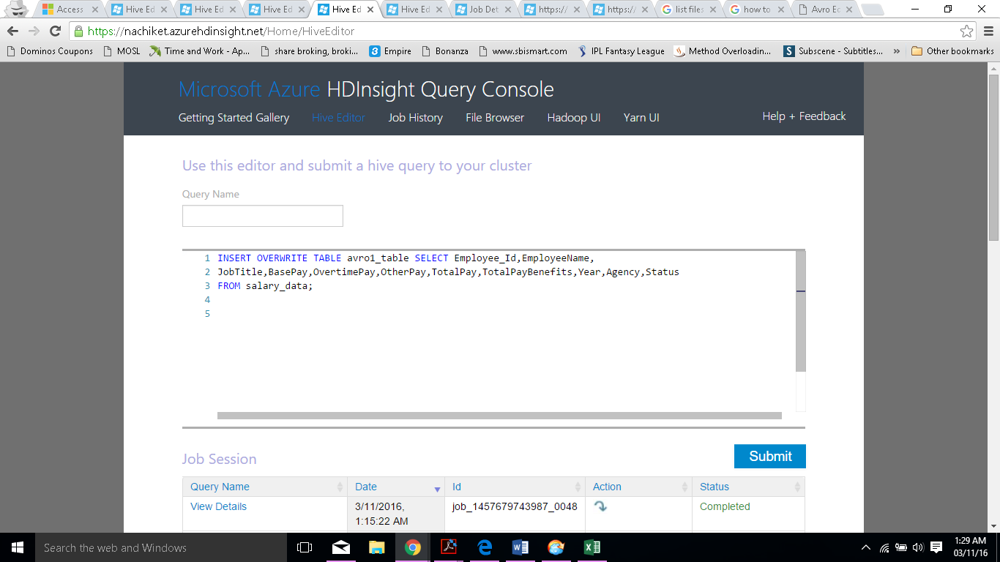 Access Hive Ed Hive Ed Hive Ed Hive Ed Hive Ed Job Det https:/ https:/ list files how to Avro Ec
https://nachiket.azurehdinsight.net/Home/HiveEditor
Dominos Coupons MOSL Time and Work - Ap... share broking, broki... Empire Bonanza www.sbismart.com IPL Fantasy League Method Overloadin... Subscene - Subtitles... » Other bookmarks
Microsoft Azure HDInsight Query Console
Getting Started Gallery Hive Editor Job History File Browser Hadoop UI Yarn UI Help + Feedback
Use this editor and submit a hive query to your cluster
Query Name
1 INSERT OVERWRITE TABLE avro1_table SELECT Employee_Id,EmployeeName,
2 JobTitle,BasePay,OvertimePay,OtherPay,TotalPay,TotalPayBenefits,Year,Agency,Status
3 FROM salary_data;
4
5
Submit
Job Session
Query Name Date Id Action Status
View Details 3/11/2016, job_1457679743987_0048 Completed
1:15:22 AM
Search the web and Windows 1:29 AM
03/11/16